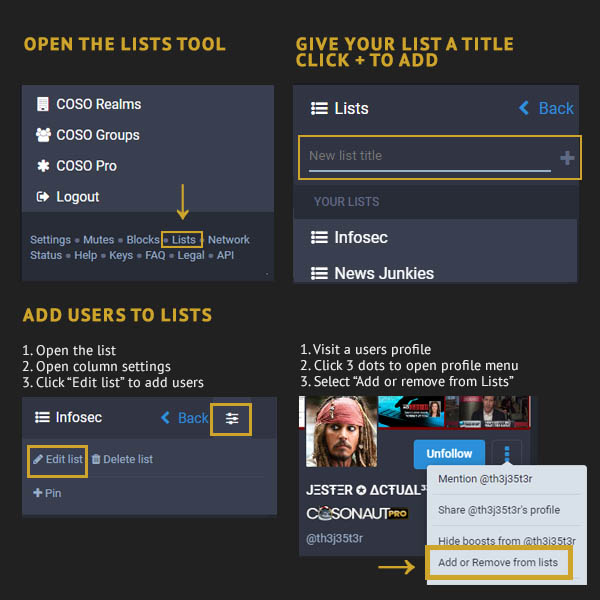 OPEN THE LISTS TOOL
COSO Realms
COSO Groups
COSO Pro
Logout
Settings • Mutes • Blocks • Lists • Network
Status • Help • Keys • FAQ • Legal • API
GIVE YOUR LIST A TITLE
CLICK + TO ADD
Lists
Back
New list title
+
YOUR LISTS
Infosec
News Junkies
ADD USERS TO LISTS
1. Open the list
2. Open column settings
3. Click “Edit list” to add users
Infosec
Back
Edit list
Delete list
+ Pin
1. Visit a users profile
2. Click 3 dots to open profile menu
3. Select “Add or remove from Lists”
Unfollow
JΞSŦΞR ✪ ΔCŦUΔL³³
COSONAUT PRO
@th3j35t3r
Mention @th3j35t3r
Share @th3j35t3r's profile
Hide boosts from @th3j35t3r
Add or Remove from lists